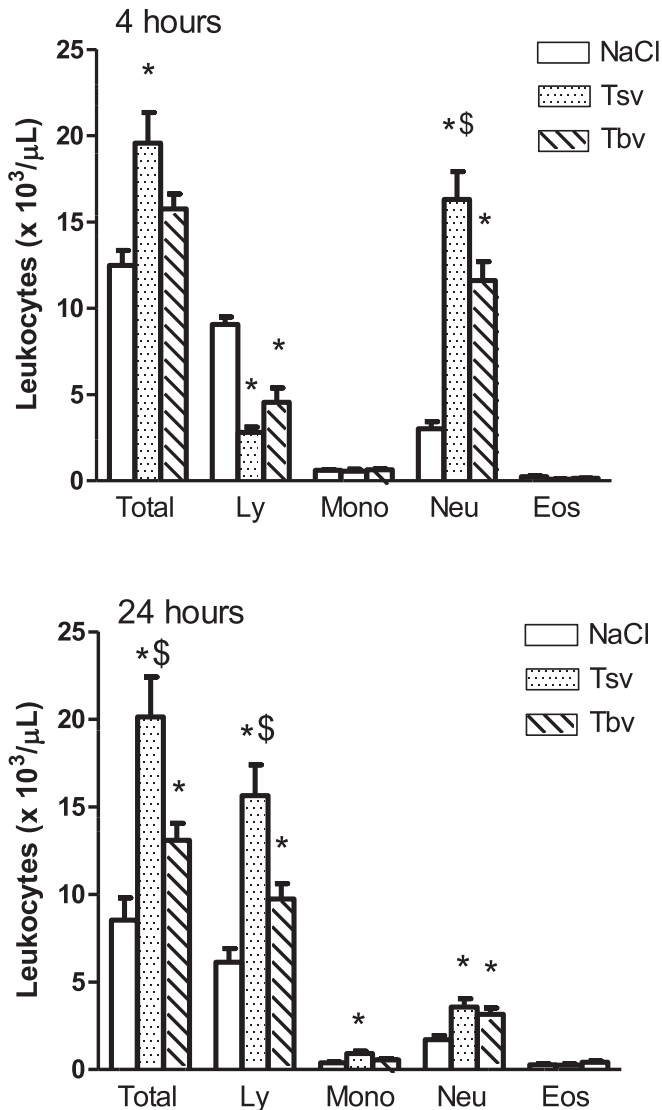 4 hours
25
20
15
10
5
0
Leukocytes (x 10³/μL)
NaCl
Tsv
Tbv
*
*
*
*$
*
Total Ly Mono Neu Eos
24 hours
25
20
15
10
5
0
Leukocytes (x 10³/μL)
NaCl
Tsv
Tbv
*$
*
*$
*
*
*
*
Total Ly Mono Neu Eos